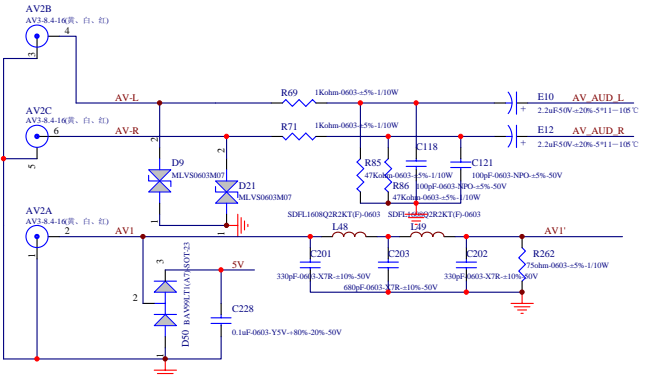 AV2B
AV3-8.4-16(黄、白、红)
4
3
AV2C
AV3-8.4-16(黄、白、红)
6
5
AV-L
AV-R
R69
1Kohm-0603-±5%-1/10W
R71
1Kohm-0603-±5%-1/10W
E10
AV_AUD_L
2.2uF-50V-±20%-5*11-105℃
E12
AV_AUD_R
2.2uF-50V-±20%-5*11-105℃
2
2
D9
MLVS0603M07
D21
MLVS0603M07
1
1
R85
47Kohm-0603-±5%-1/10W
R86
47Kohm-0603-±5%-1/10W
C118
100pF-0603-NPO-±5%-50V
C121
100pF-0603-NPO-±5%-50V
AV2A
AV3-8.4-16(黄、白、红)
2
1
AV1
SDFL1608Q2R2KT(F)-0603
L48
SDFL1608Q2R2KT(F)-0603
L49
AV1'
C201
330pF-0603-X7R-±10%-50V
C203
680pF-0603-X7R-±10%-50V
C202
330pF-0603-X7R-±10%-50V
R262
75ohm-0603-±5%-1/10W
3
2
1
D50
BAV99LT1(A7)-SOT-23
5V
C228
0.1uF-0603-Y5V-+80%-20%-50V